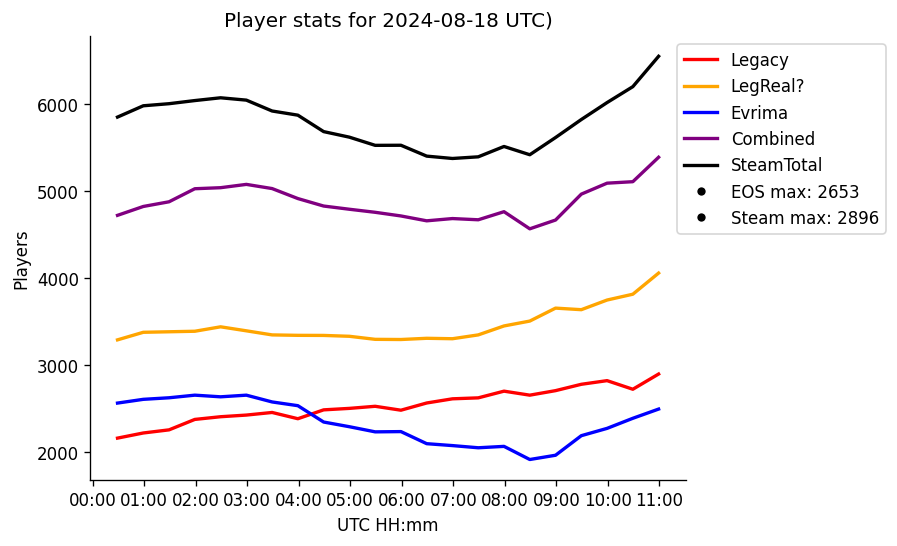 Player stats for 2024-08-18 UTC)
Legacy
LegReal?
Evrima
Combined
SteamTotal
EOS max: 2653
Steam max: 2896
Players
6000
5000
4000
3000
2000
00:00 01:00 02:00 03:00 04:00 05:00 06:00 07:00 08:00 09:00 10:00 11:00
UTC HH:mm